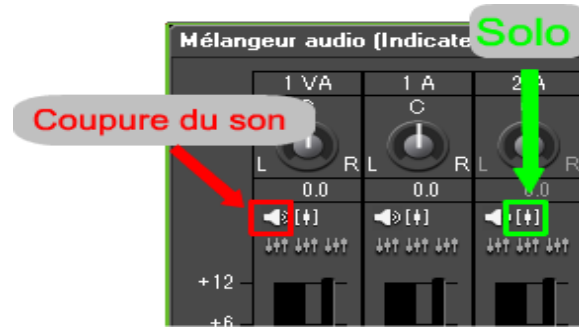 Mélangeur audio (Indicate
Solo
1 VA
1 A
2 A
Coupure du son
C
C
L R
L R
L R
0.0
0.0
0.0
+12
+6